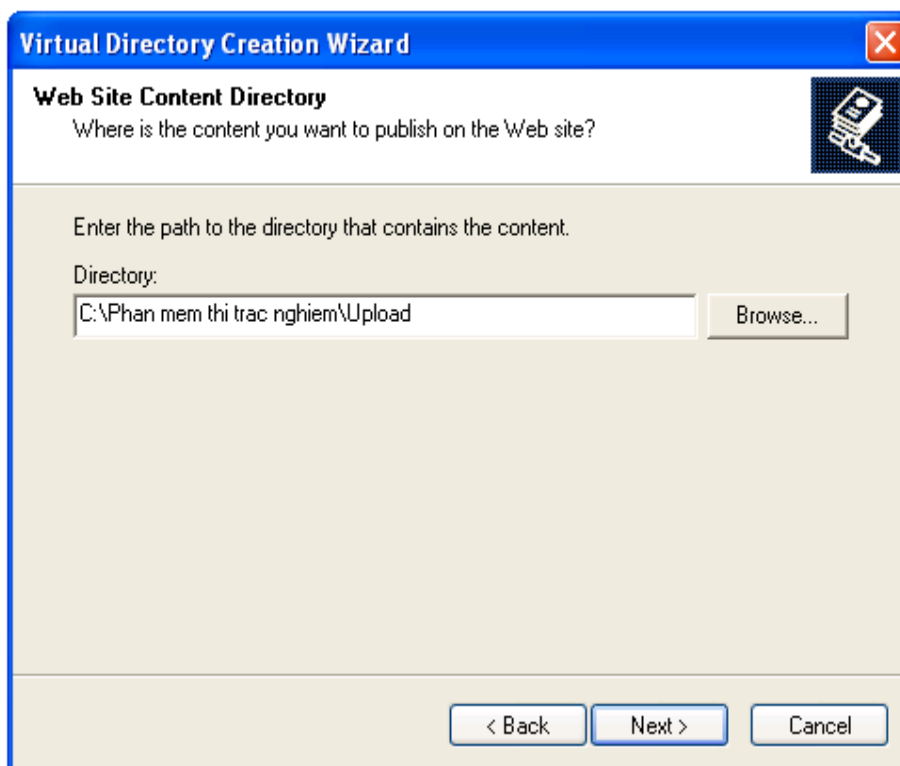 Virtual Directory Creation Wizard
Web Site Content Directory
Where is the content you want to publish on the Web site?
Enter the path to the directory that contains the content.
Directory:
C:\Phan mem thi trac nghiem\Upload
Browse...
< Back
Next >
Cancel